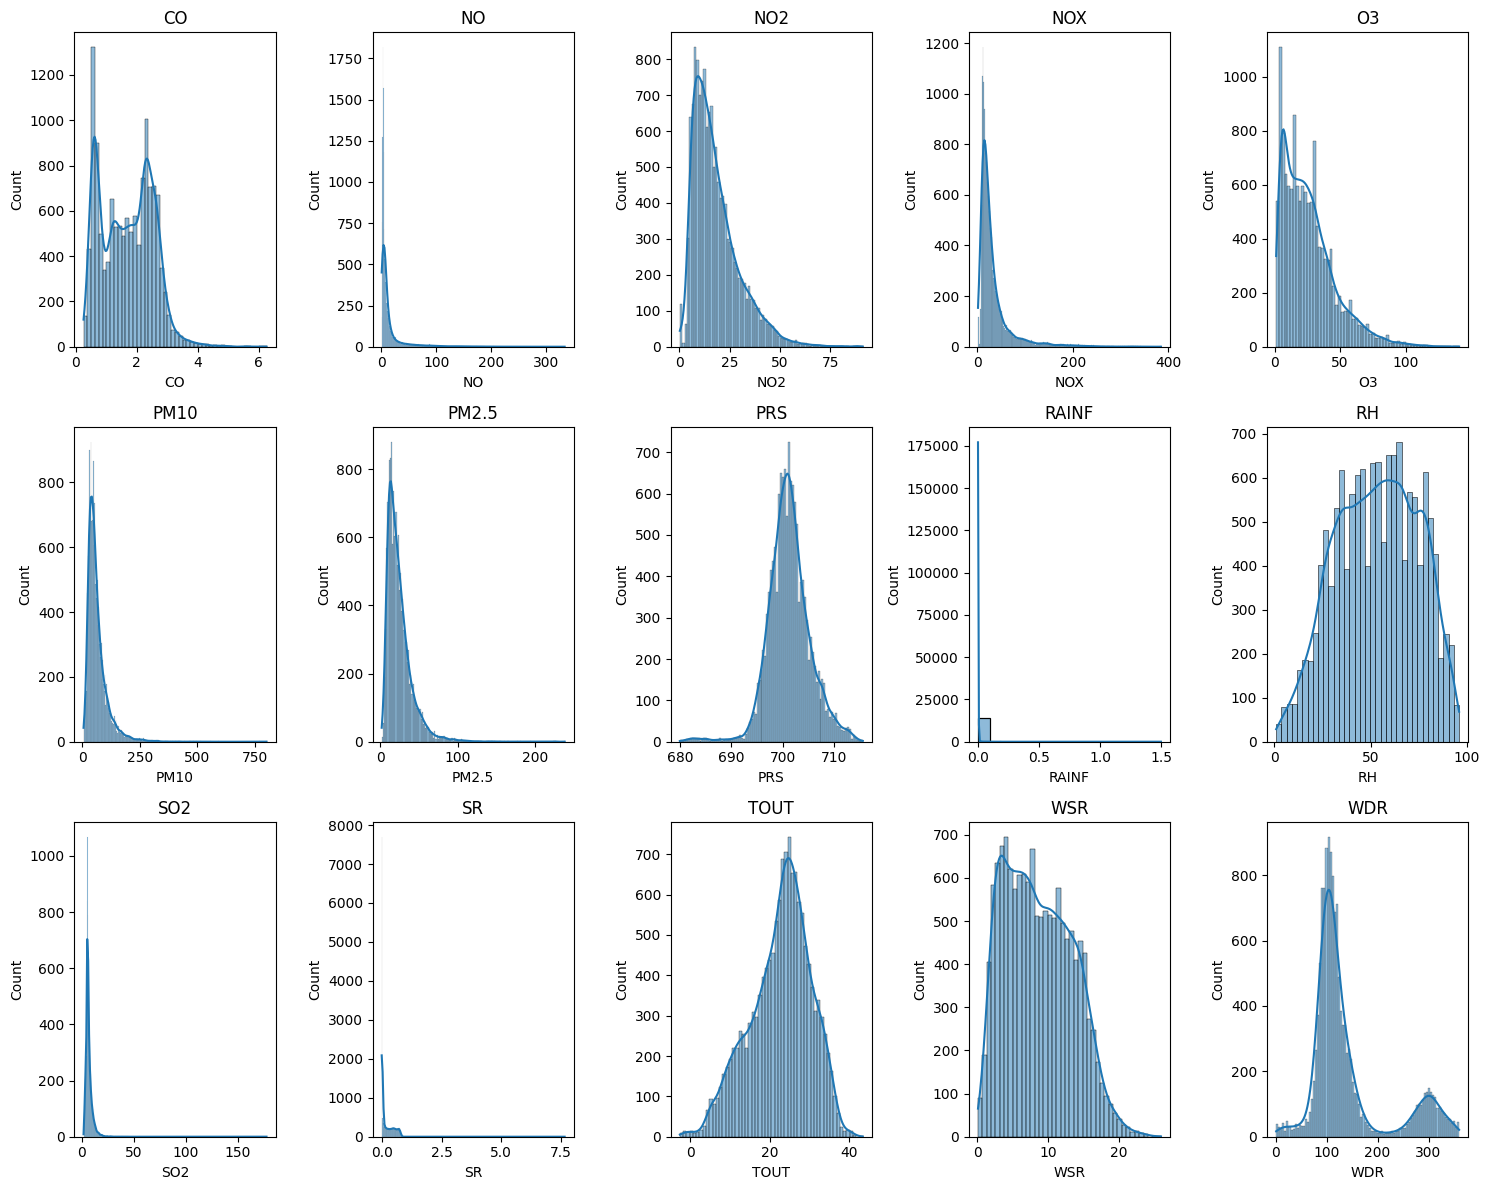 CO NO NO2 NOX O3
1200 1000 800 600 400 200 0
Count
0 2 4 6
CO
1750 1500 1250 1000 750 500 250 0
Count
0 100 200 300
NO
800 700 600 500 400 300 200 100 0
Count
0 25 50 75
NO2
1200 1000 800 600 400 200 0
Count
0 200 400
NOX
1000 800 600 400 200 0
Count
0 50 100
O3
PM10 PM2.5 PRS RAINF RH
800 600 400 200 0
Count
0 250 500 750
PM10
800 600 400 200 0
Count
0 100 200
PM2.5
700 600 500 400 300 200 100 0
Count
680 690 700 710
PRS
175000 150000 125000 100000 75000 50000 25000 0
Count
0.0 0.5 1.0 1.5
RAINF
700 600 500 400 300 200 100 0
Count
0 50 100
RH
SO2 SR TOUT WSR WDR
1000 800 600 400 200 0
Count
0 50 100 150
SO2
8000 7000 6000 5000 4000 3000 2000 1000 0
Count
0.0 2.5 5.0 7.5
SR
700 600 500 400 300 200 100 0
Count
0 20 40
TOUT
700 600 500 400 300 200 100 0
Count
0 10 20
WSR
800 600 400 200 0
Count
0 100 200 300
WDR